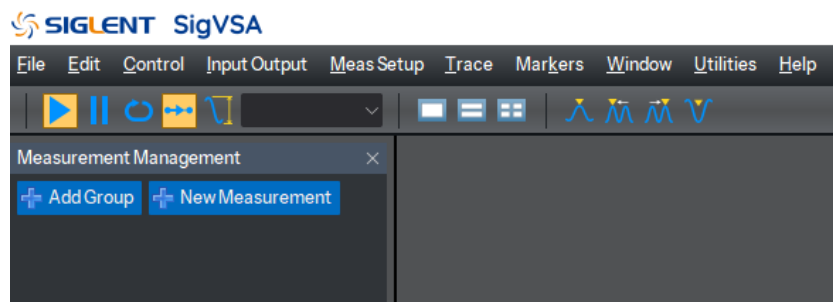 SIGLENT SigVSA
File Edit Control Input Output Meas Setup Trace Markers Window Utilities Help
Measurement Management
Add Group New Measurement